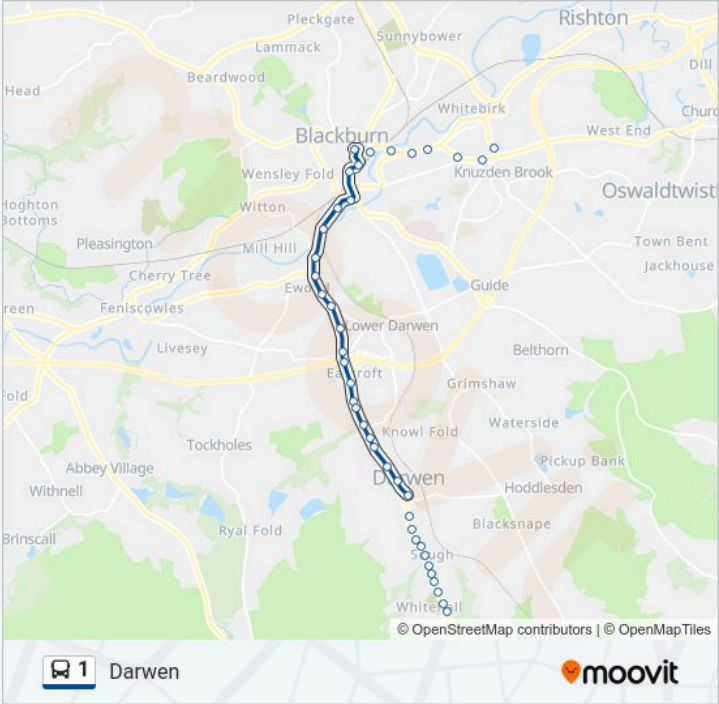 Pleckgate
Rishton
Sunnybower
Lammack
Dill
Beardwood
Head
Whitebirk
Churc
Blackburn
West End
Wensley Fold
Knuzden Brook
Oswaldtwist
Hoghton
Bottoms
Witton
Pleasington
Mill Hill
Town Bent
Cherry Tree
Jackhouse
Guide
Ewood
reen
Feniscowles
Lower Darwen
Livesey
Belthorn
Earcroft
Grimshaw
Fold
Waterside
Knowl Fold
Tockholes
Pickup Bank
Abbey Village
Darwen
Withnell
Hoddlesden
Blacksnape
Ryal Fold
Brinscall
Sough
Whitehall
© OpenStreetMap contributors | © OpenMapTiles
1 Darwen
moovit